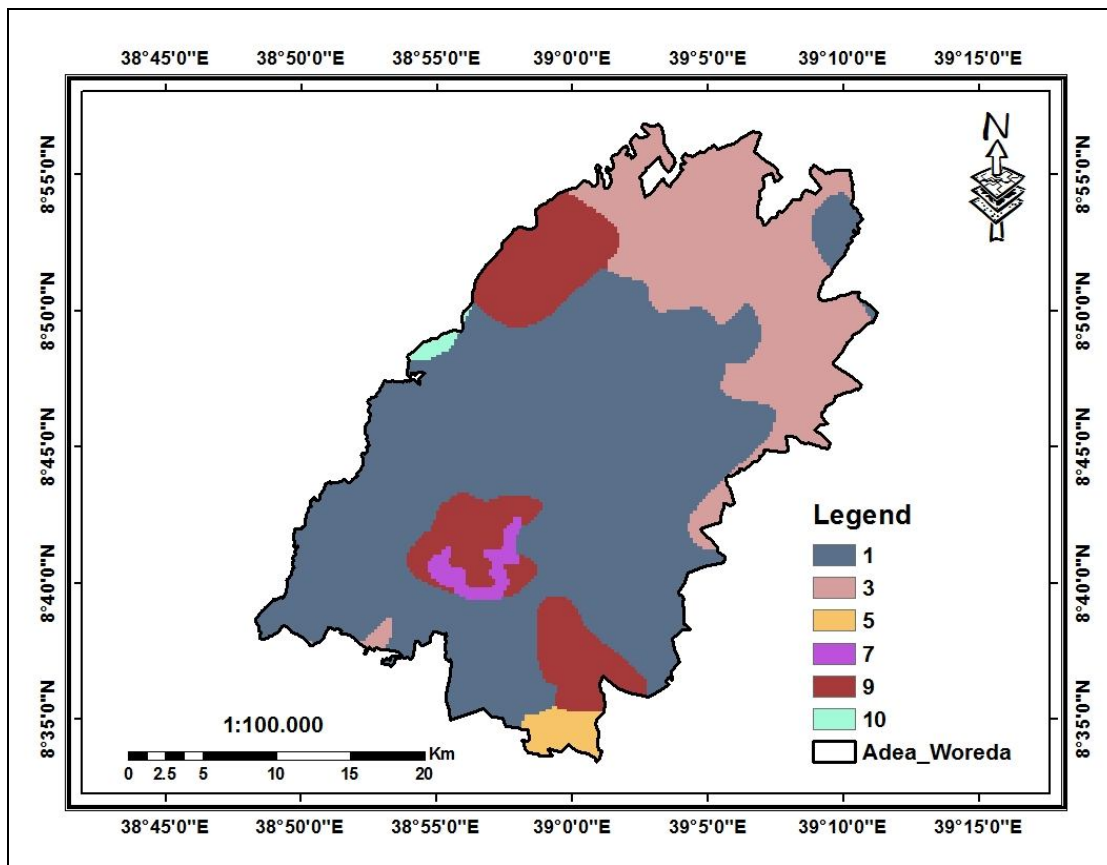 38°45'0"E 38°50'0"E 38°55'0"E 39°0'0"E 39°5'0"E 39°10'0"E 39°15'0"E
N
8°55'0"N 8°55'0"N
8°50'0"N 8°50'0"N
8°45'0"N 8°45'0"N
8°40'0"N 8°40'0"N
8°35'0"N 8°35'0"N
Legend
1
3
5
7
9
10
Adea_Woreda
1:100.000
Km
0 2.5 5 10 15 20
38°45'0"E 38°50'0"E 38°55'0"E 39°0'0"E 39°5'0"E 39°10'0"E 39°15'0"E